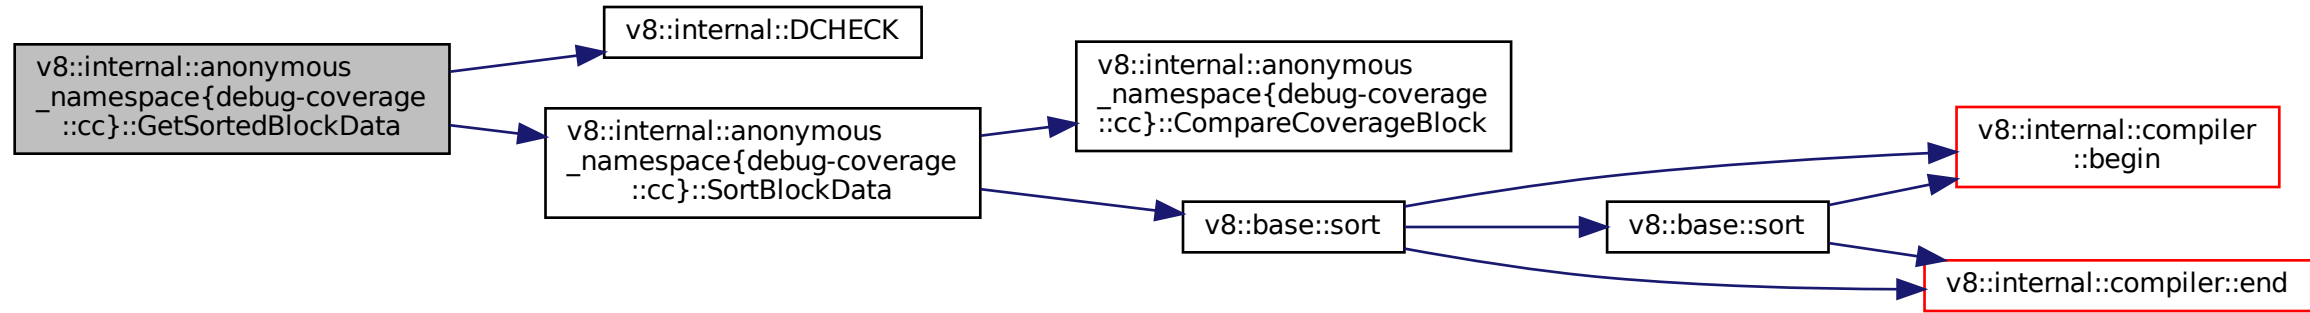 v8::internal::anonymous
_namespace{debug-coverage
::cc}::GetSortedBlockData
v8::internal::DCHECK
v8::internal::anonymous
_namespace{debug-coverage
::cc}::SortBlockData
v8::internal::anonymous
_namespace{debug-coverage
::cc}::CompareCoverageBlock
v8::base::sort
v8::base::sort
v8::internal::compiler
::begin
v8::internal::compiler::end